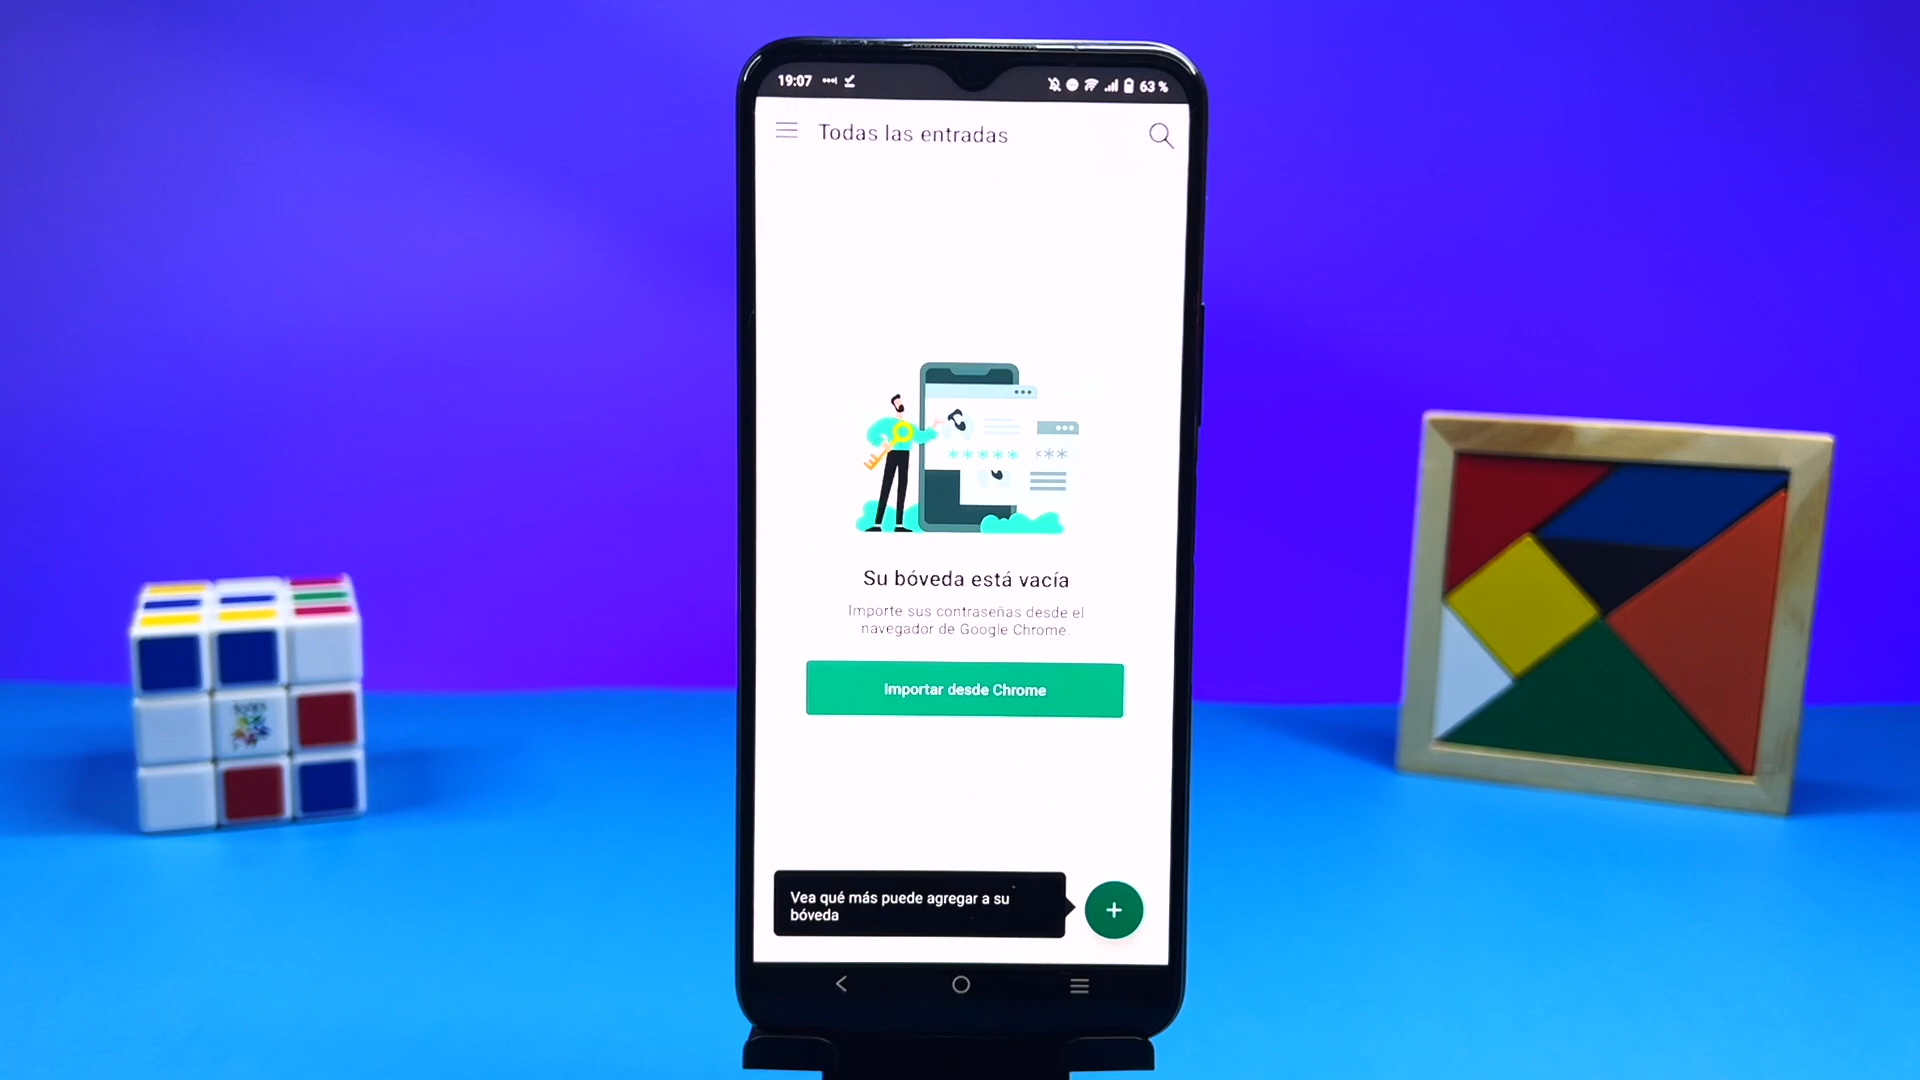 19:07
63 %
Todas las entradas
***** ‹**
Su bóveda está vacía
Importe sus contraseñas desde el
navegador de Google Chrome.
Importar desde Chrome
Vea qué más puede agregar a su
bóveda
+